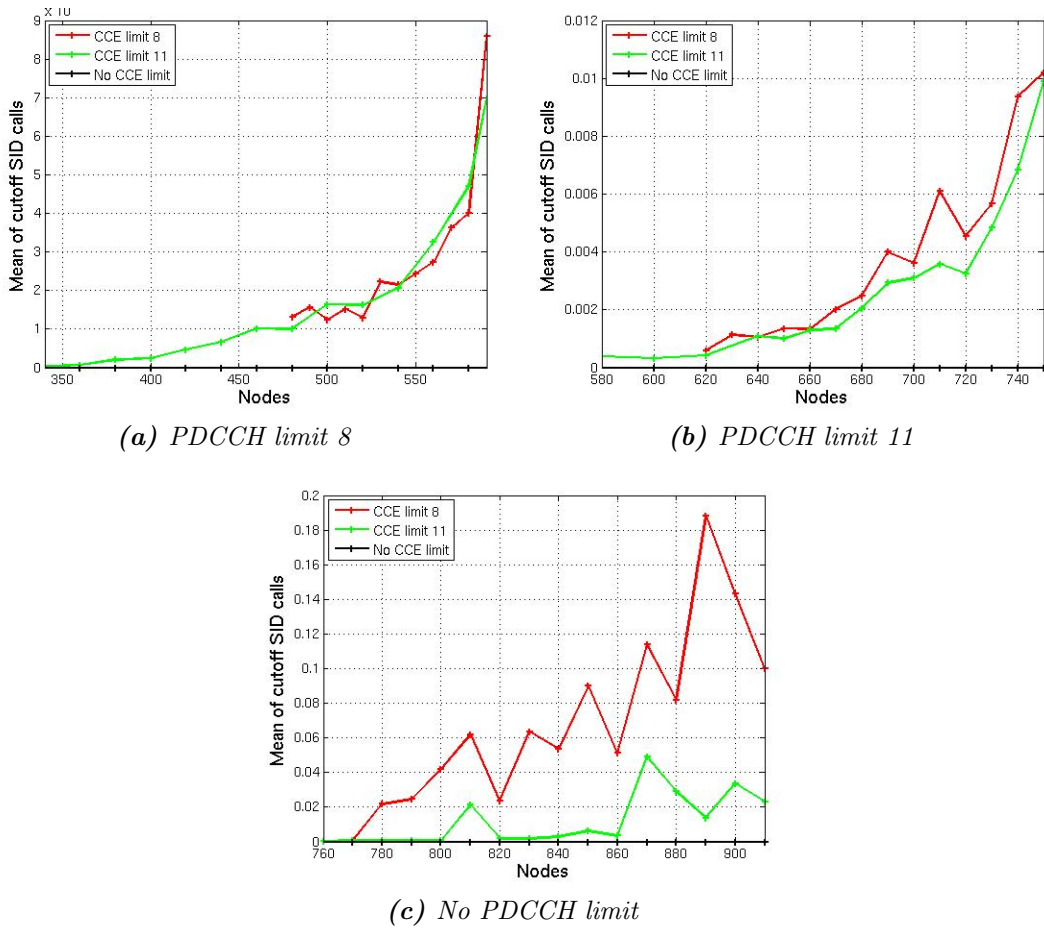 9
8
7
6
5
4
3
2
1
0
CCE limit 8
CCE limit 11
No CCE limit
Mean of cutoff SID calls
350 400 450 500 550
Nodes
(a) PDCCH limit 8
0.012
0.01
0.008
0.006
0.004
0.002
0
CCE limit 8
CCE limit 11
No CCE limit
Mean of cutoff SID calls
580 600 620 640 660 680 700 720 740
Nodes
(b) PDCCH limit 11
0.2
0.18
0.16
0.14
0.12
0.1
0.08
0.06
0.04
0.02
0
CCE limit 8
CCE limit 11
No CCE limit
Mean of cutoff SID calls
760 780 800 820 840 860 880 900
Nodes
(c) No PDCCH limit